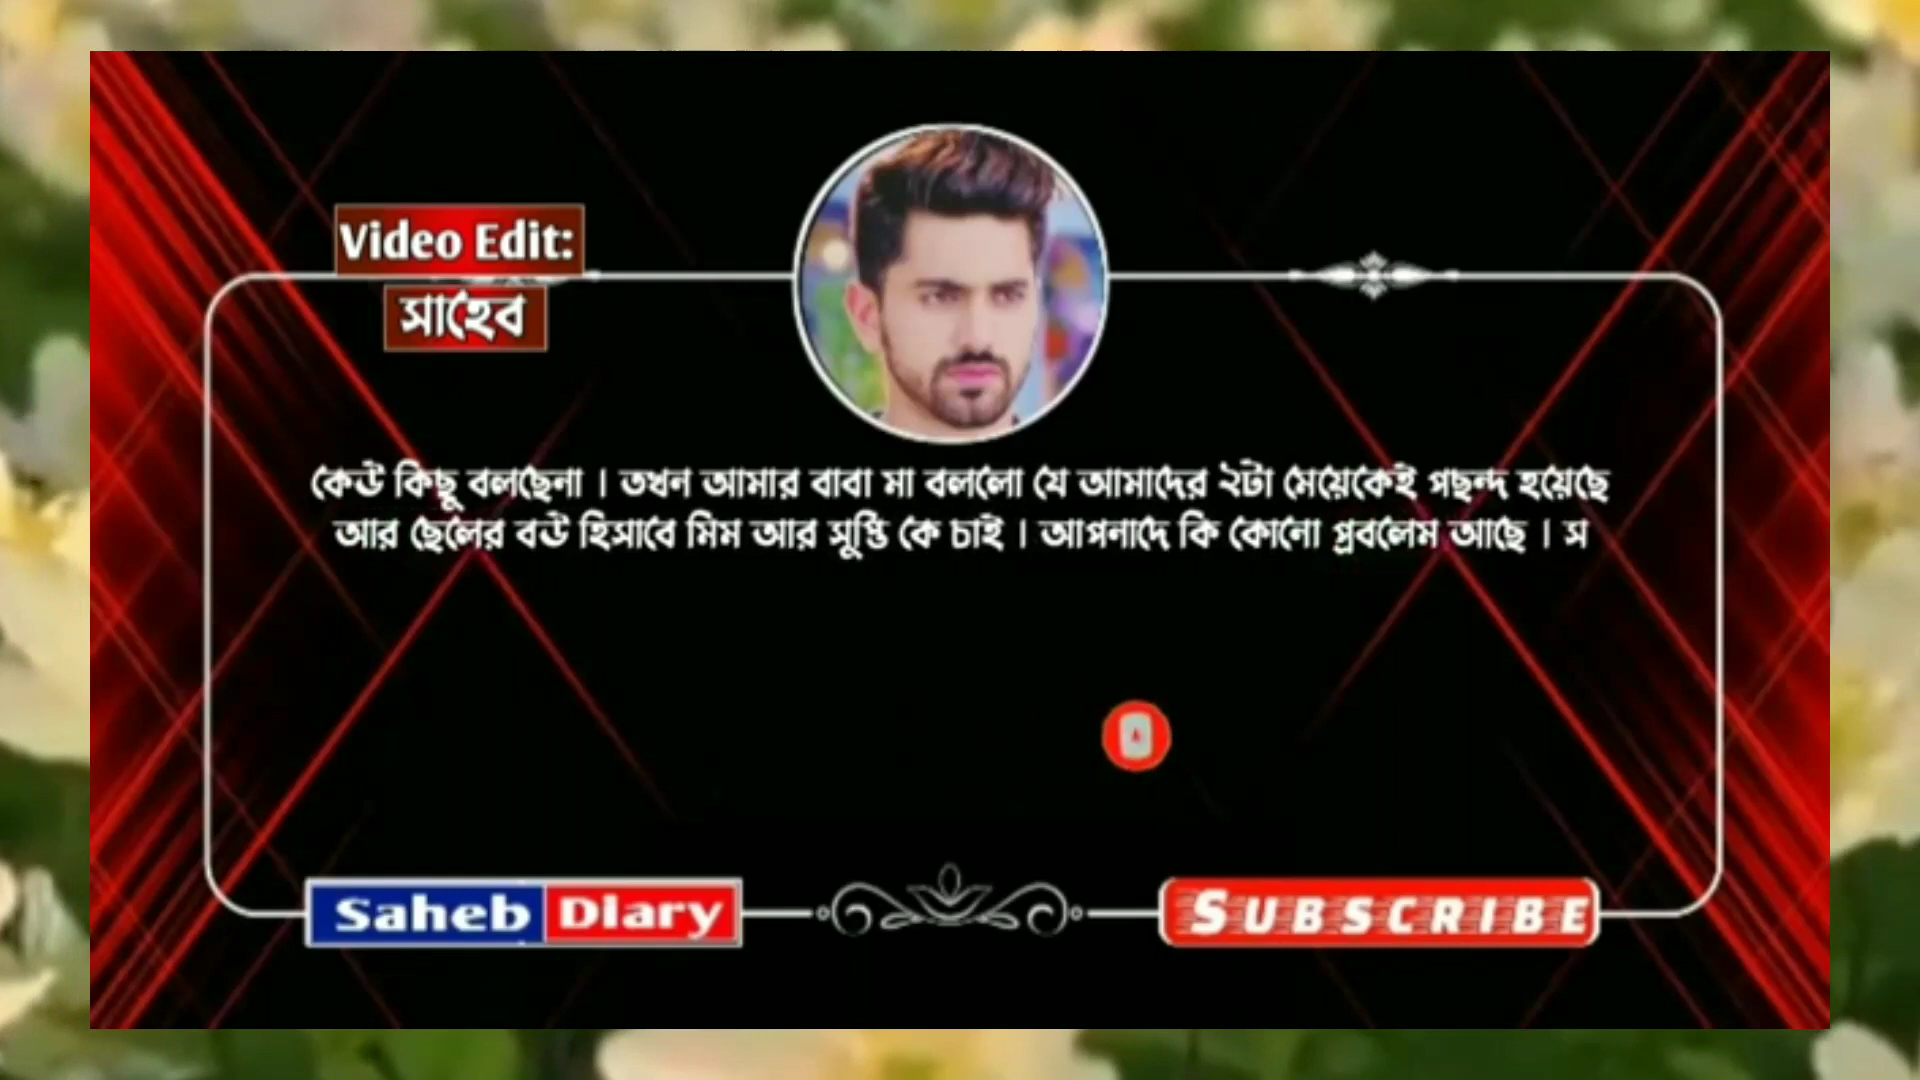 Video Edit:
সাহেব
কেউ কিছু বলছেনা । তখন আমার বাবা মা বললো যে আমাদের ২টা মেয়েকেই পছন্দ হয়েছে
আর ছেলের বউ হিসাবে মিম আর সুপ্তি কে চাই । আপনাদে কি কোনো প্রবলেম আছে । স
Saheb Diary
SUBSCRIBE